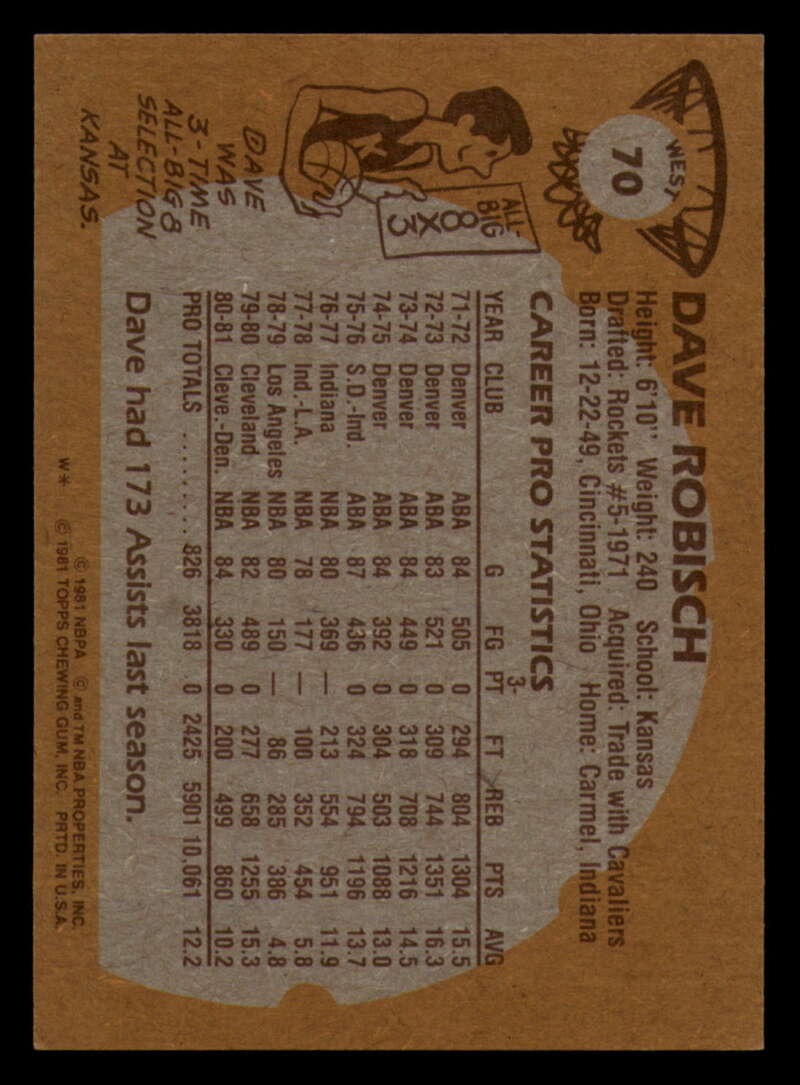 WEST
70
DAVE ROBISCH
Height: 6'10" Weight: 240 School: Kansas
Drafted: Rockets #5-1971 Acquired: Trade with Cavaliers
Born: 12-22-49, Cincinnati, Ohio Home: Carmel, Indiana
ALL-
BIG
8
X
3
DAVE
WAS
3-TIME
ALL-BIG 8
SELECTION
AT
KANSAS.
CAREER PRO STATISTICS
3-
YEAR CLUB G FG PT FT REB PTS AVG
71-72 Denver ABA 84 505 0 294 804 1304 15.5
72-73 Denver ABA 83 521 0 309 744 1351 16.3
73-74 Denver ABA 84 449 0 318 708 1216 14.5
74-75 Denver ABA 84 392 0 304 503 1088 13.0
75-76 S.D.-Ind. ABA 87 436 0 324 794 1196 13.7
76-77 Indiana NBA 80 369 — 213 554 951 11.9
77-78 Ind.-L.A. NBA 78 177 — 100 352 454 5.8
78-79 Los Angeles NBA 80 150 — 86 285 386 4.8
79-80 Cleveland NBA 82 489 0 277 658 1255 15.3
80-81 Cleve.-Den. NBA 84 330 0 200 499 860 10.2
PRO TOTALS ......... 826 3818 0 2425 5901 10,061 12.2
Dave had 173 Assists last season.
© 1981 NBPA © and TM NBA PROPERTIES, INC.
W* © 1981 TOPPS CHEWING GUM, INC. PRTD. IN U.S.A.